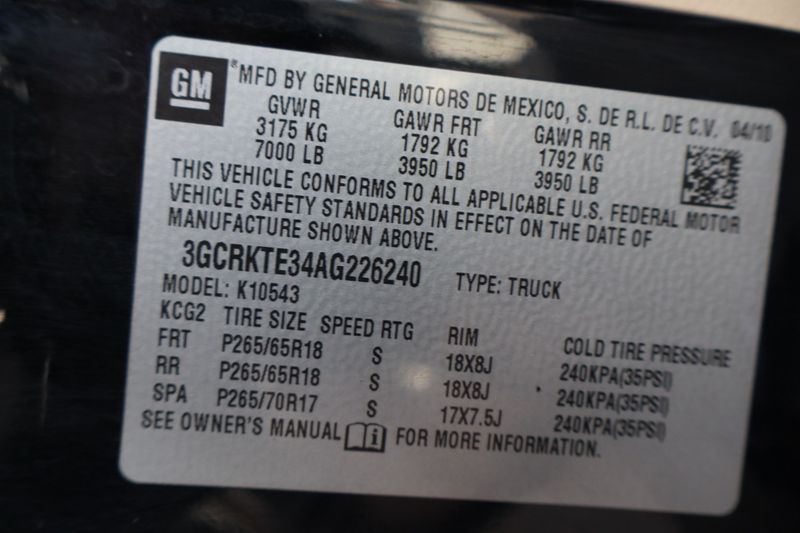 GM
® MFD BY GENERAL MOTORS DE MEXICO, S. DE R.L. DE C.V. 04/10
GVWR GAWR FRT GAWR RR
3175 KG 1792 KG 1792 KG
7000 LB 3950 LB 3950 LB
THIS VEHICLE CONFORMS TO ALL APPLICABLE U.S. FEDERAL MOTOR
VEHICLE SAFETY STANDARDS IN EFFECT ON THE DATE OF
MANUFACTURE SHOWN ABOVE.
3GCRKTE34AG226240 TYPE: TRUCK
MODEL: K10543
KCG2 TIRE SIZE SPEED RTG RIM COLD TIRE PRESSURE
FRT P265/65R18 S 18X8J 240KPA(35PSI)
RR P265/65R18 S 18X8J 240KPA(35PSI)
SPA P265/70R17 S 17X7.5J 240KPA(35PSI)
SEE OWNER'S MANUAL i FOR MORE INFORMATION.